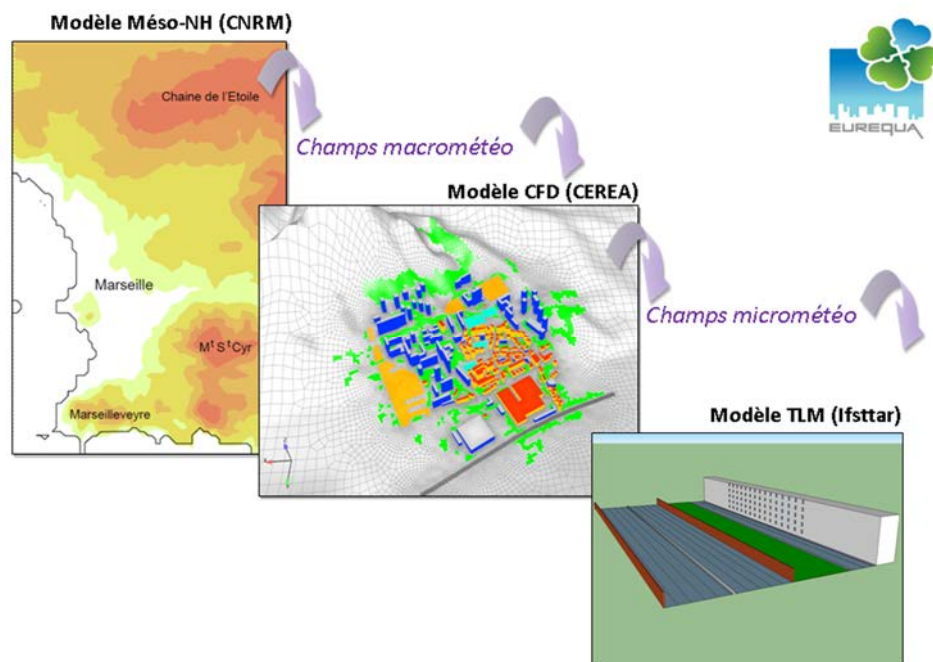 Modèle Méso-NH (CNRM)
Chaine de l'Etoile
Marseille
Mt St Cyr
Marseilleveyre
Champs macrométéo
EUREQUA
Modèle CFD (CEREA)
Champs micrométéo
Modèle TLM (Ifsttar)